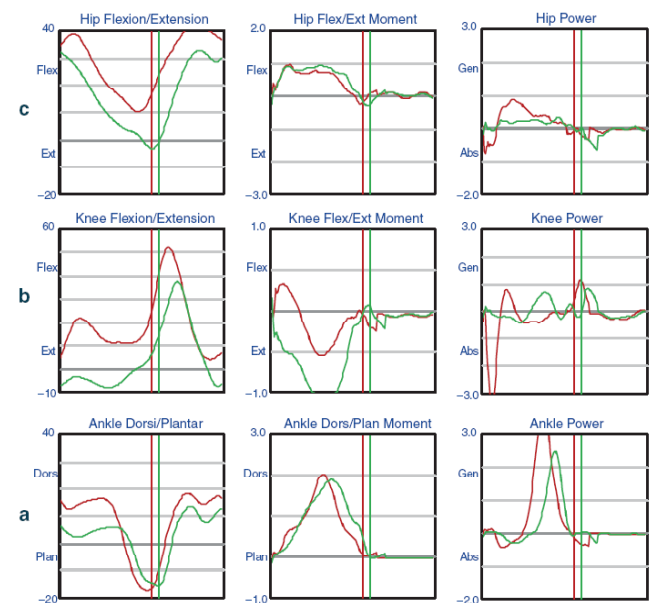 Hip Flexion/Extension Hip Flex/Ext Moment Hip Power
40 2.0 3.0
Flex Flex Gen
c
Ext Ext Abs
-20 -3.0 -2.0
Knee Flexion/Extension Knee Flex/Ext Moment Knee Power
60 1.0 3.0
Flex Flex Gen
b
Ext Ext Abs
-10 -1.0 -3.0
Ankle Dorsi/Plantar Ankle Dors/Plan Moment Ankle Power
40 3.0 3.0
Dors Dors Gen
a
Plan Plan Abs
-20 -1.0 -2.0